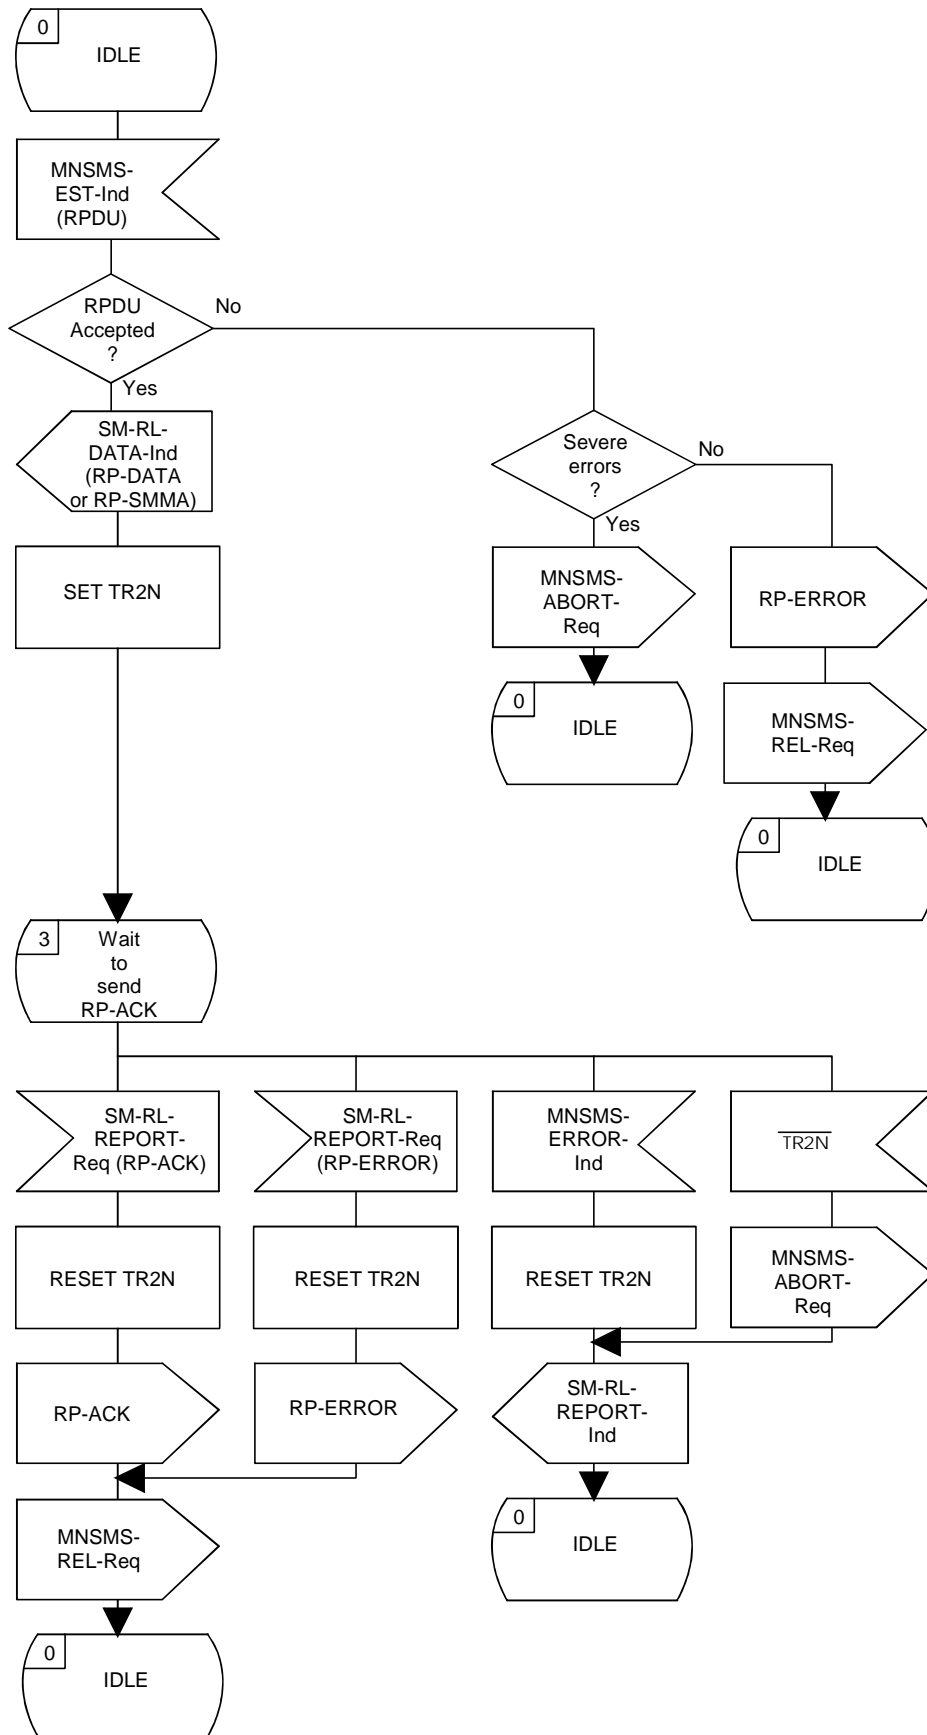 0
IDLE
MNSMS-
EST-Ind
(RPDU)
RPDU
Accepted
?
No
Yes
SM-RL-
DATA-Ind
(RP-DATA
or RP-SMMA)
SET TR2N
Severe
errors
?
No
Yes
MNSMS-
ABORT-
Req
RP-ERROR
0
IDLE
MNSMS-
REL-Req
0
IDLE
3
Wait
to
send
RP-ACK
SM-RL-
REPORT-
Req (RP-ACK)
SM-RL-
REPORT-Req
(RP-ERROR)
MNSMS-
ERROR-
Ind
TR2N
RESET TR2N
RESET TR2N
RESET TR2N
MNSMS-
ABORT-
Req
RP-ACK
RP-ERROR
SM-RL-
REPORT-
Ind
MNSMS-
REL-Req
0
IDLE
0
IDLE